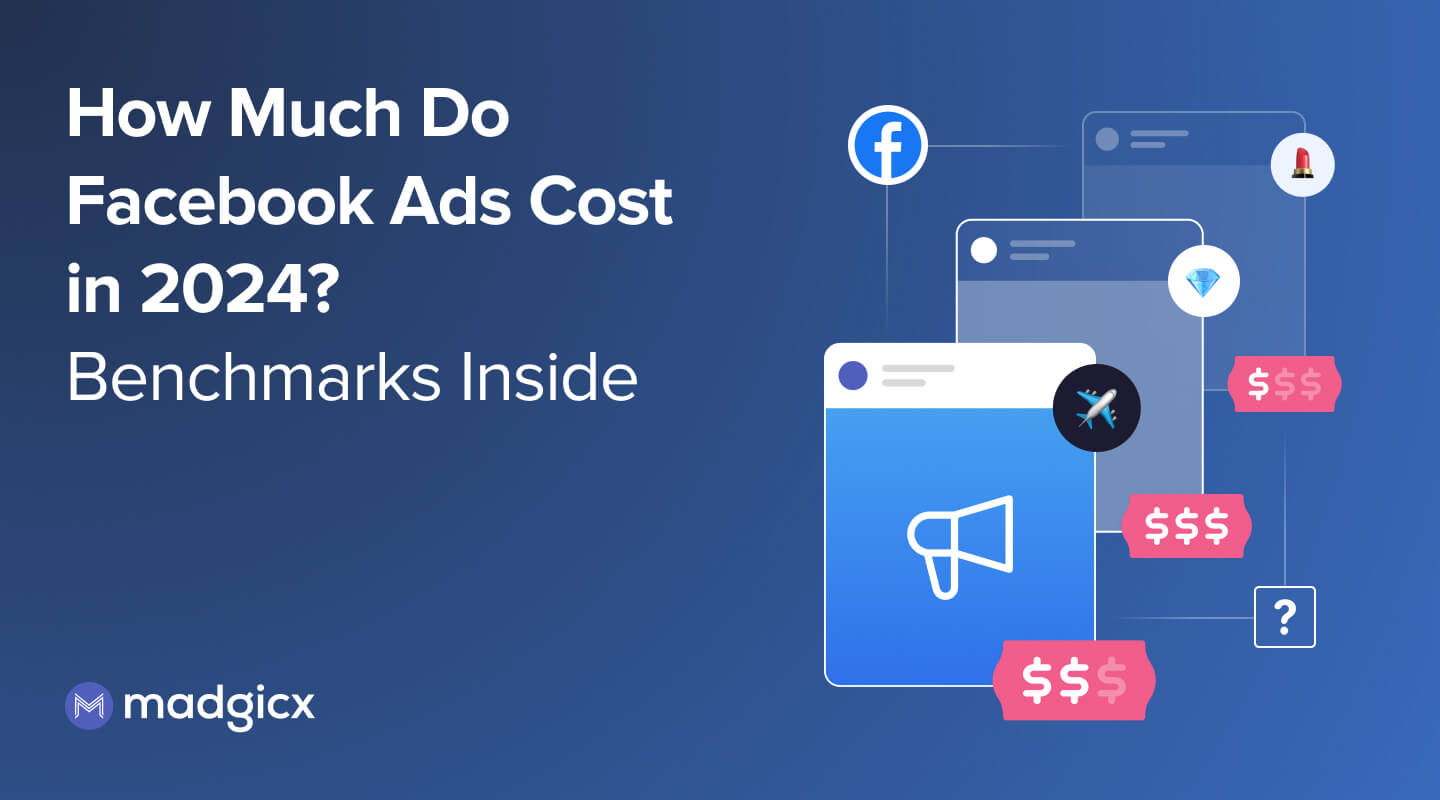 How Much Do
Facebook Ads Cost
in 2024?
Benchmarks Inside
madgicx
$$$
$$$
$$$
?